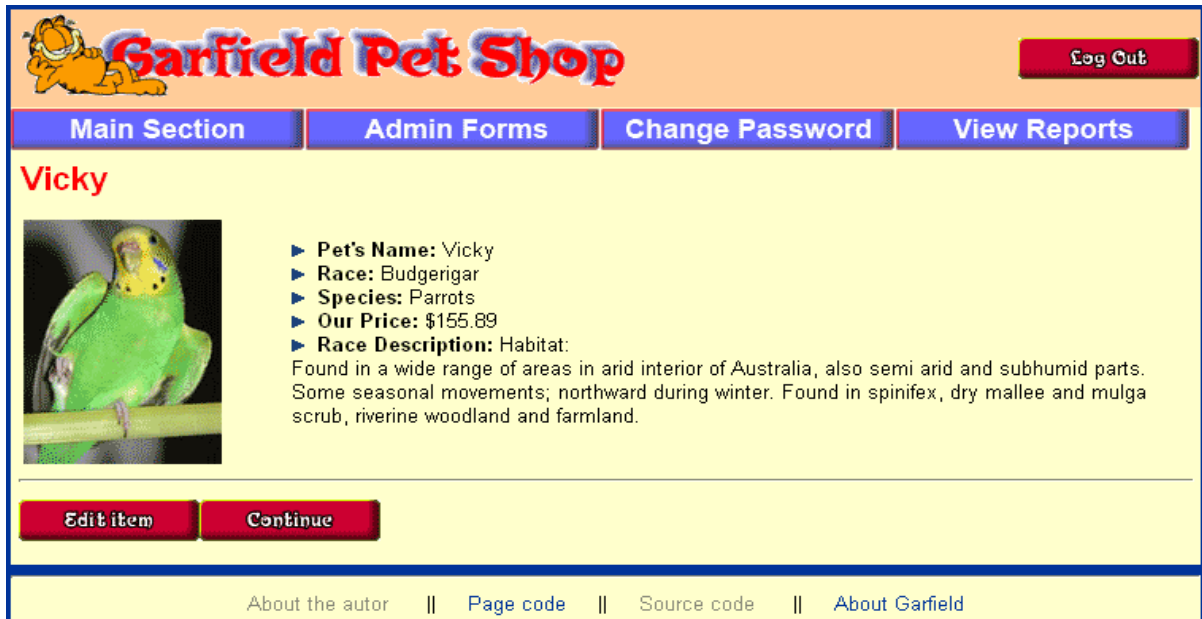 Garfield Pet Shop
Log Out
Main Section Admin Forms Change Password View Reports
Vicky
Pet's Name: Vicky
Race: Budgerigar
Species: Parrots
Our Price: $155.89
Race Description: Habitat:
Found in a wide range of areas in arid interior of Australia, also semi arid and subhumid parts.
Some seasonal movements; northward during winter. Found in spinifex, dry mallee and mulga
scrub, riverine woodland and farmland.
Edit item Continue
About the autor || Page code || Source code || About Garfield